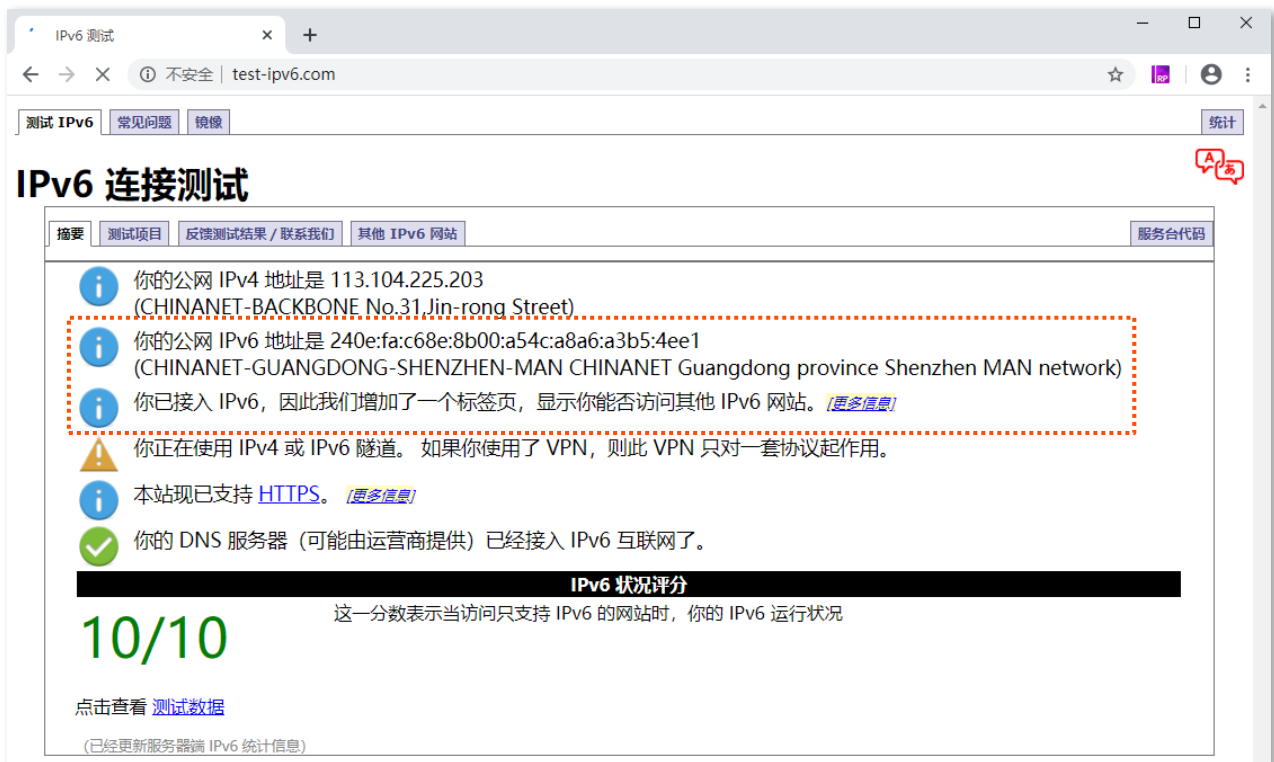 IPv6 测试
不安全 | test-ipv6.com
RP
测试 IPv6 常见问题 镜像 统计
A あ
IPv6 连接测试
摘要 测试项目 反馈测试结果 / 联系我们 其他 IPv6 网站 服务台代码
你的公网 IPv4 地址是 113.104.225.203
(CHINANET-BACKBONE No.31,Jin-rong Street)
你的公网 IPv6 地址是 240e:fa:c68e:8b00:a54c:a8a6:a3b5:4ee1
(CHINANET-GUANGDONG-SHENZHEN-MAN CHINANET Guangdong province Shenzhen MAN network)
你已接入 IPv6，因此我们增加了一个标签页，显示你能否访问其他 IPv6 网站。 [更多信息]
你正在使用 IPv4 或 IPv6 隧道。 如果你使用了 VPN，则此 VPN 只对一套协议起作用。
本站现已支持 HTTPS。 [更多信息]
你的 DNS 服务器（可能由运营商提供）已经接入 IPv6 互联网了。
IPv6 状况评分
10/10 这一分数表示当访问只支持 IPv6 的网站时，你的 IPv6 运行状况
点击查看 测试数据
(已经更新服务器端 IPv6 统计信息)